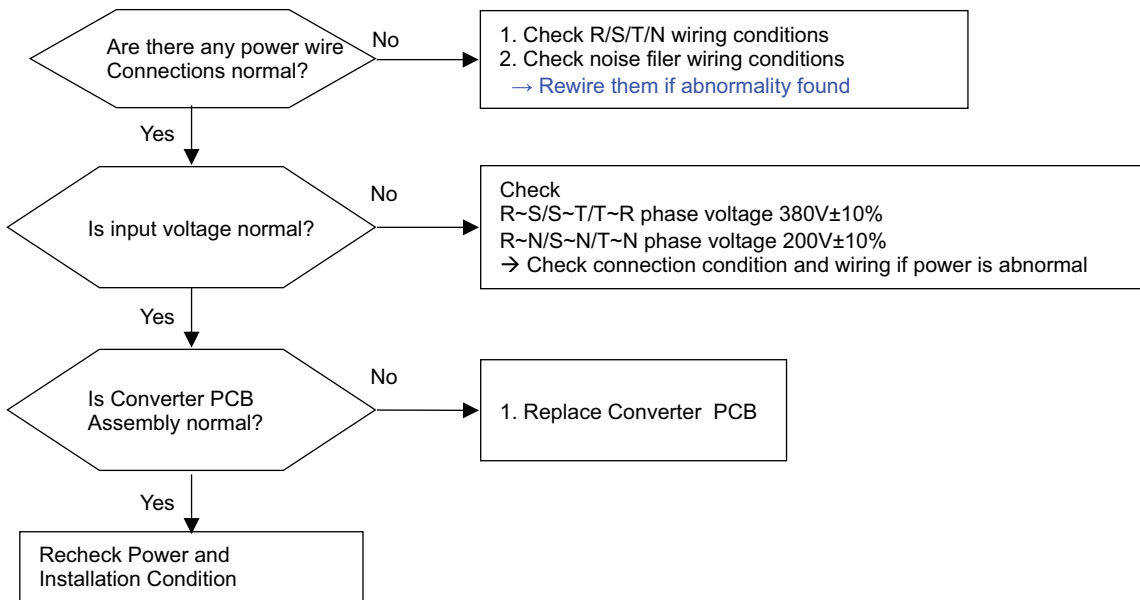 Are there any power wire
Connections normal?
No
1. Check R/S/T/N wiring conditions
2. Check noise filer wiring conditions
→ Rewire them if abnormality found
Yes
Is input voltage normal?
No
Check
R~S/S~T/T~R phase voltage 380V±10%
R~N/S~N/T~N phase voltage 200V±10%
→ Check connection condition and wiring if power is abnormal
Yes
Is Converter PCB
Assembly normal?
No
1. Replace Converter PCB
Yes
Recheck Power and
Installation Condition